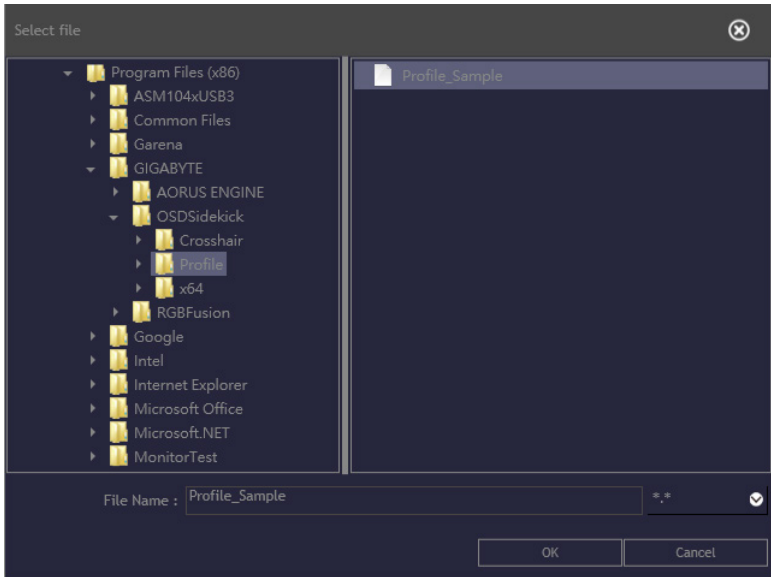 Select file
Program Files (x86)
ASM104xUSB3
Common Files
Garena
GIGABYTE
AORUS ENGINE
OSDSidekick
Crosshair
Profile
x64
RGBFusion
Google
Intel
Internet Explorer
Microsoft Office
Microsoft.NET
MonitorTest
Profile_Sample
File Name : Profile_Sample *.*
OK Cancel